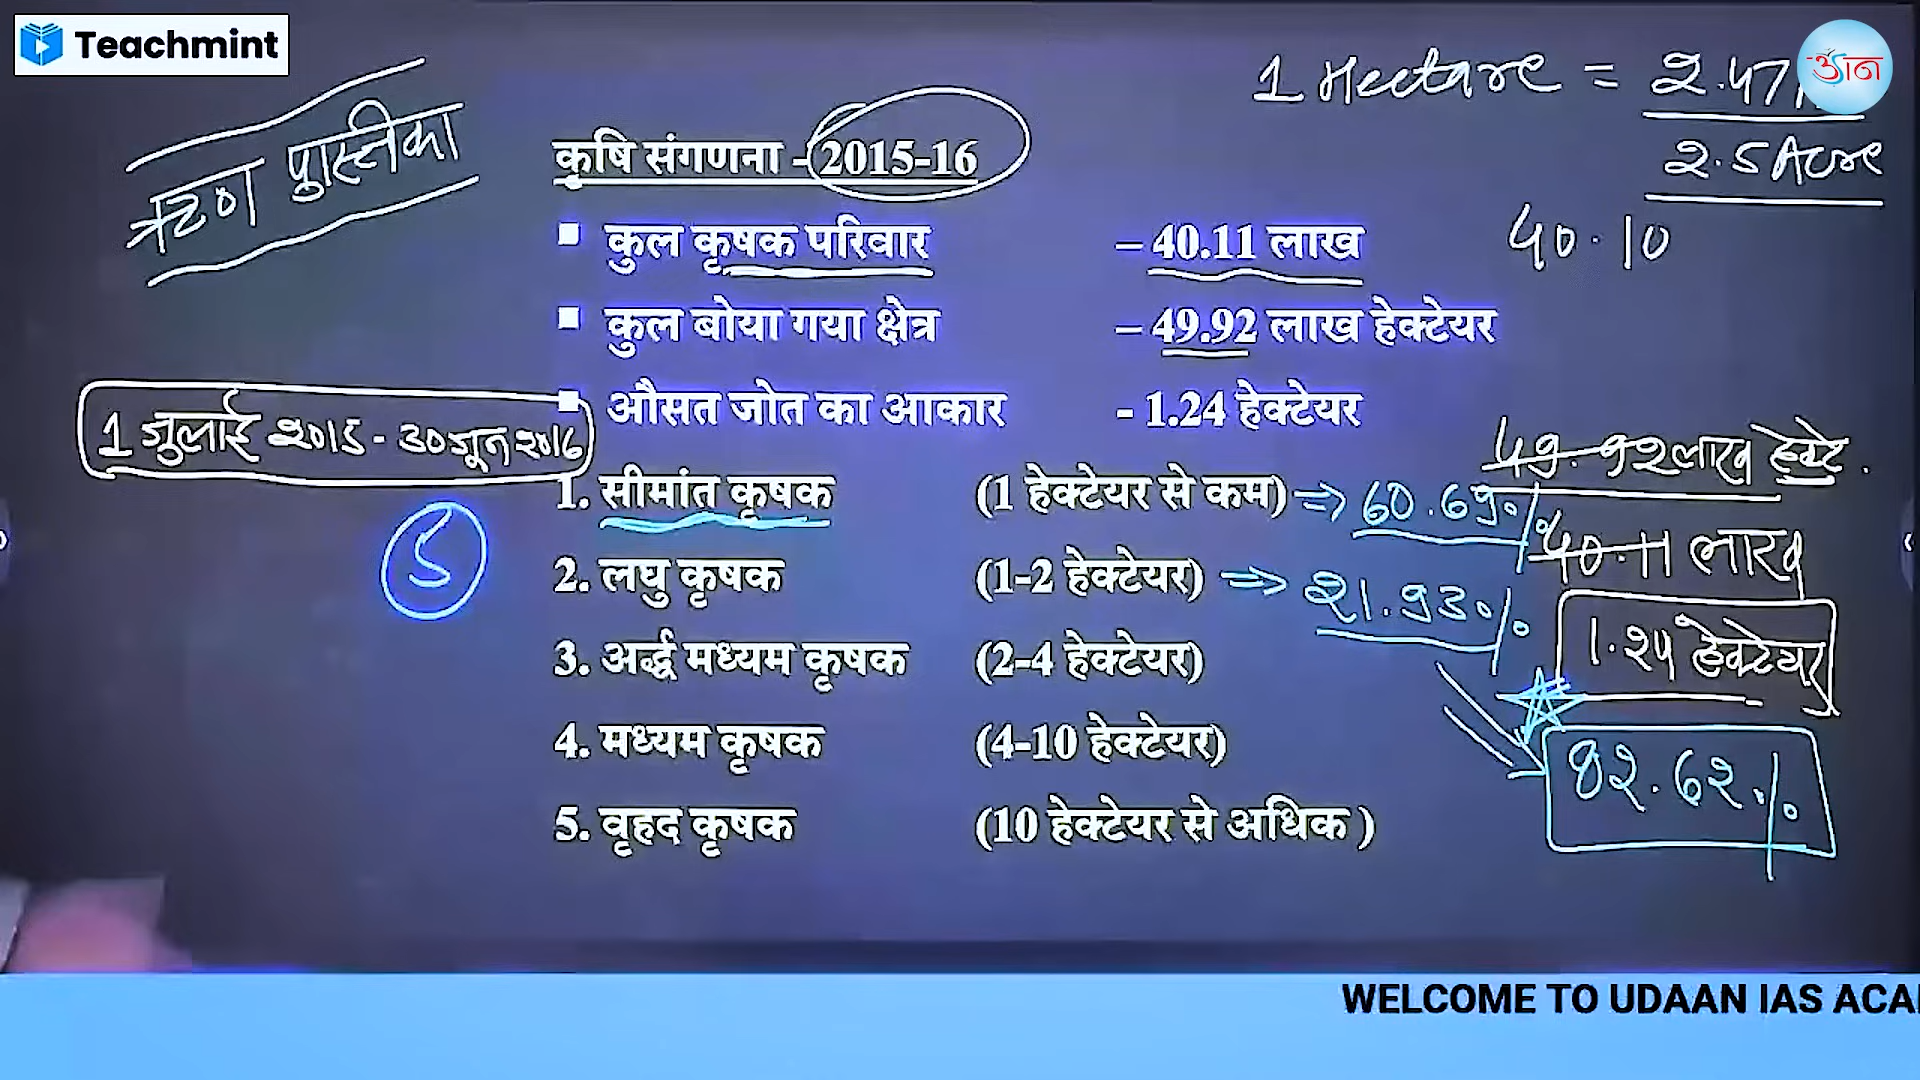 Teachmint
उड़ान
1 Hectare = 2.47
2.5 Acre
40.10
ऋण पुस्तिका
कृषि संगणना - 2015-16
▪ कुल कृषक परिवार – 40.11 लाख
▪ कुल बोया गया क्षेत्र – 49.92 लाख हेक्टेयर
▪ औसत जोत का आकार - 1.24 हेक्टेयर
1 जुलाई 2015 - 30 जून 2016
49.92 लाख हेक्टे.
40.11 लाख
1.24 हेक्टेयर
5
1. सीमांत कृषक (1 हेक्टेयर से कम) ⇒ 60.69%
2. लघु कृषक (1-2 हेक्टेयर) ⇒ 21.93%
3. अर्द्ध मध्यम कृषक (2-4 हेक्टेयर)
4. मध्यम कृषक (4-10 हेक्टेयर)
5. वृहद कृषक (10 हेक्टेयर से अधिक )
82.62%
WELCOME TO UDAAN IAS ACA